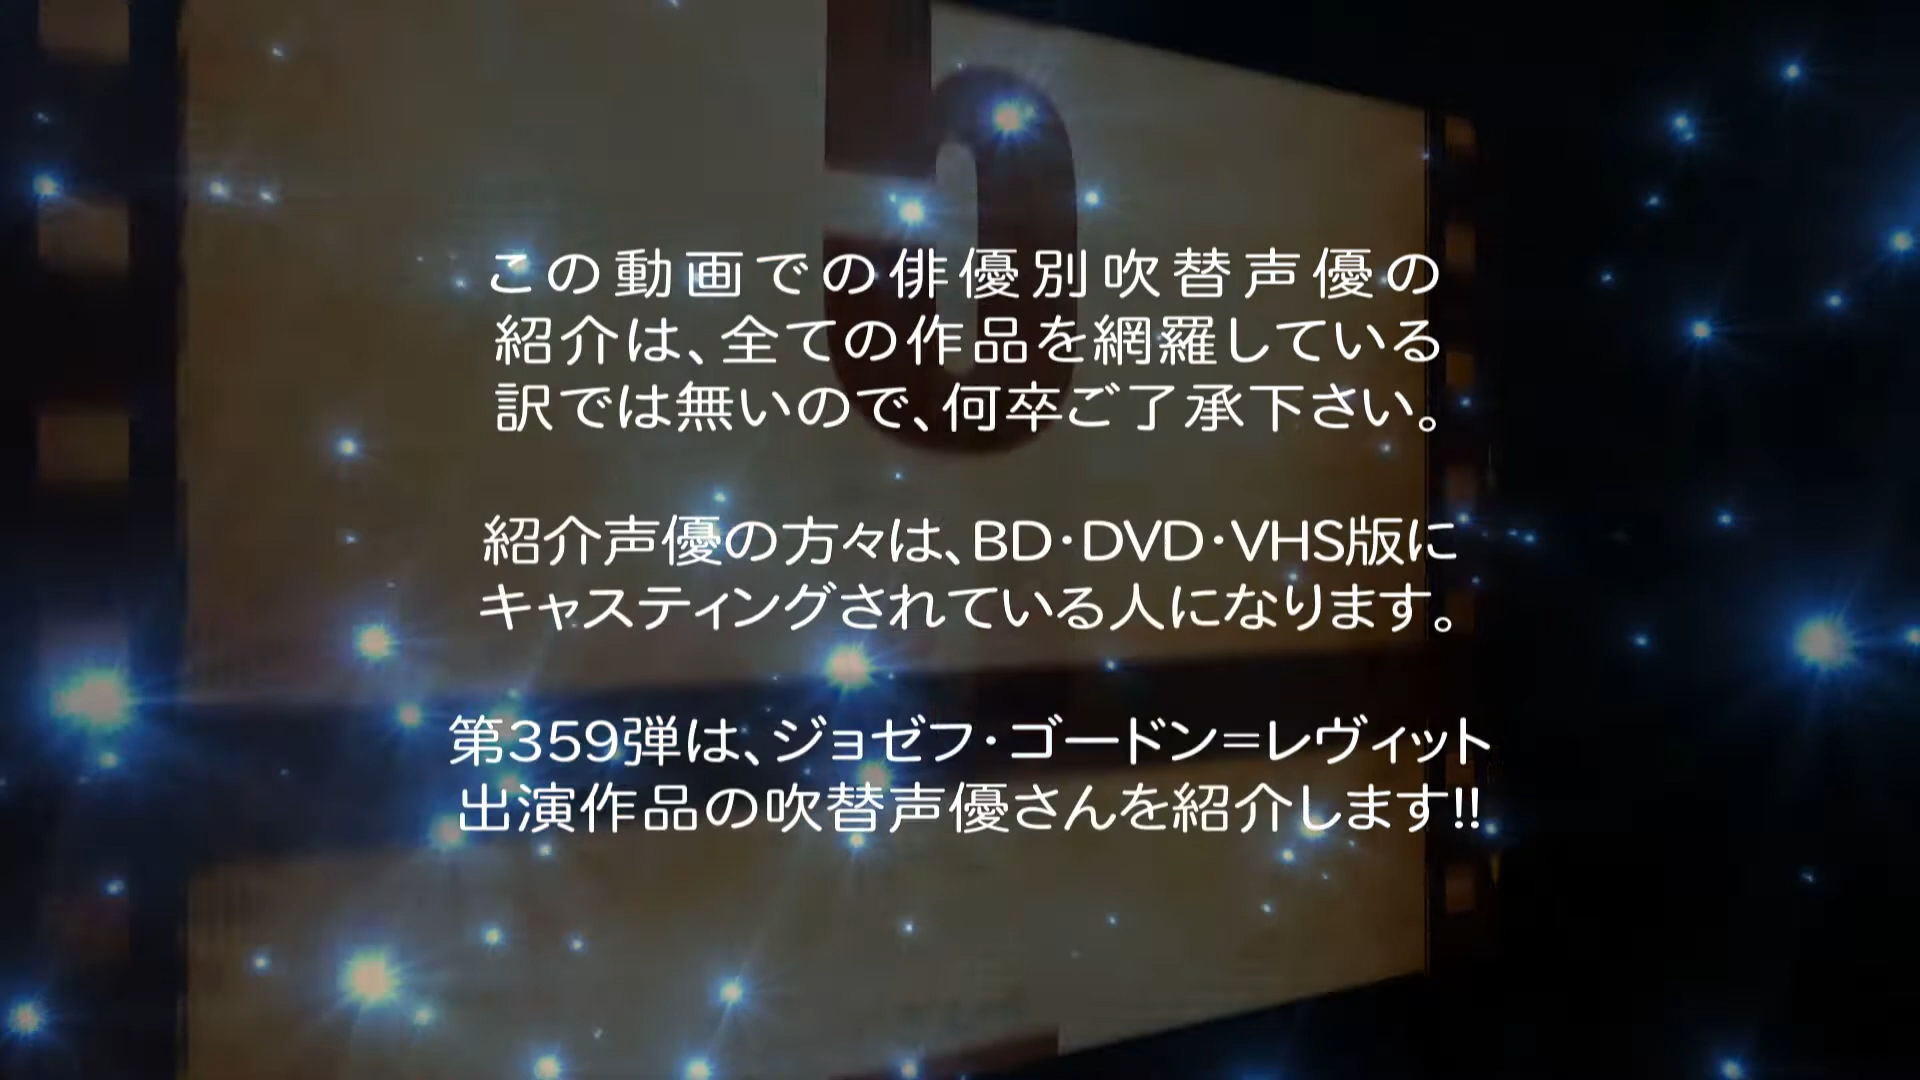 5
この動画での俳優別吹替声優の
紹介は、全ての作品を網羅している
訳では無いので、何卒ご了承下さい。
紹介声優の方々は、BD・DVD・VHS版に
キャスティングされている人になります。
第359弾は、ジョゼフ・ゴードン=レヴィット
出演作品の吹替声優さんを紹介します!!